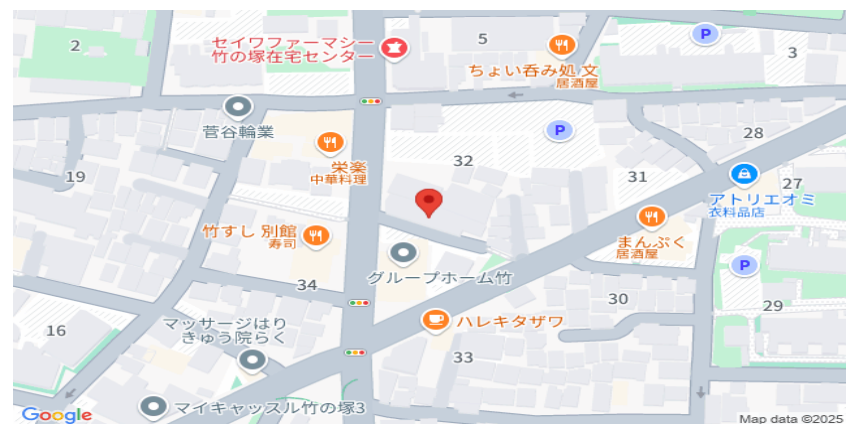 2
セイワファーマシー
竹の塚在宅センター
5
P
3
ちょい呑み処 文
居酒屋
菅谷輪業
P
28
栄楽
中華料理
32
31
19
27
アトリエオミ
衣料品店
竹すし 別館
寿司
まんぷく
居酒屋
P
グループホーム竹
34
30
29
16
マッサージはり
きゅう院らく
ハレキタザワ
33
マイキャッスル竹の塚3
Google
Map data ©2025